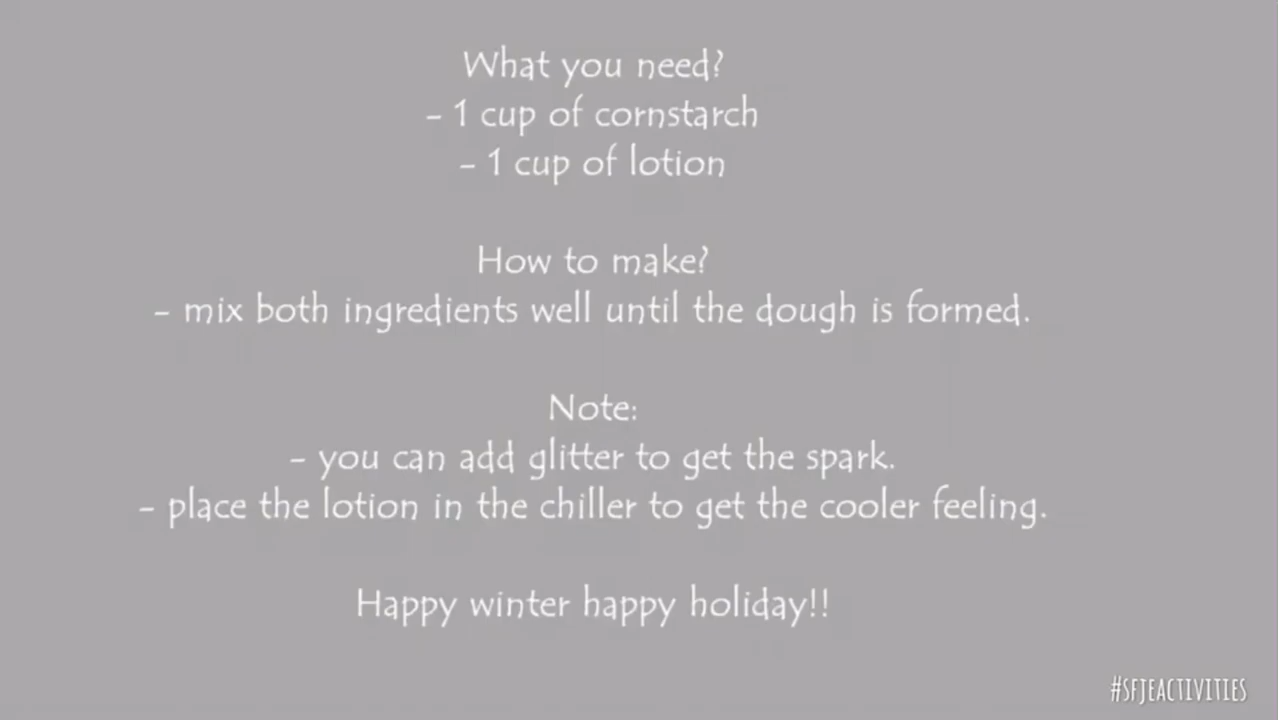 What you need?
- 1 cup of cornstarch
- 1 cup of lotion
How to make?
- mix both ingredients well until the dough is formed.
Note:
- you can add glitter to get the spark.
- place the lotion in the chiller to get the cooler feeling.
Happy winter happy holiday!!
#SFJEACTIVITIES